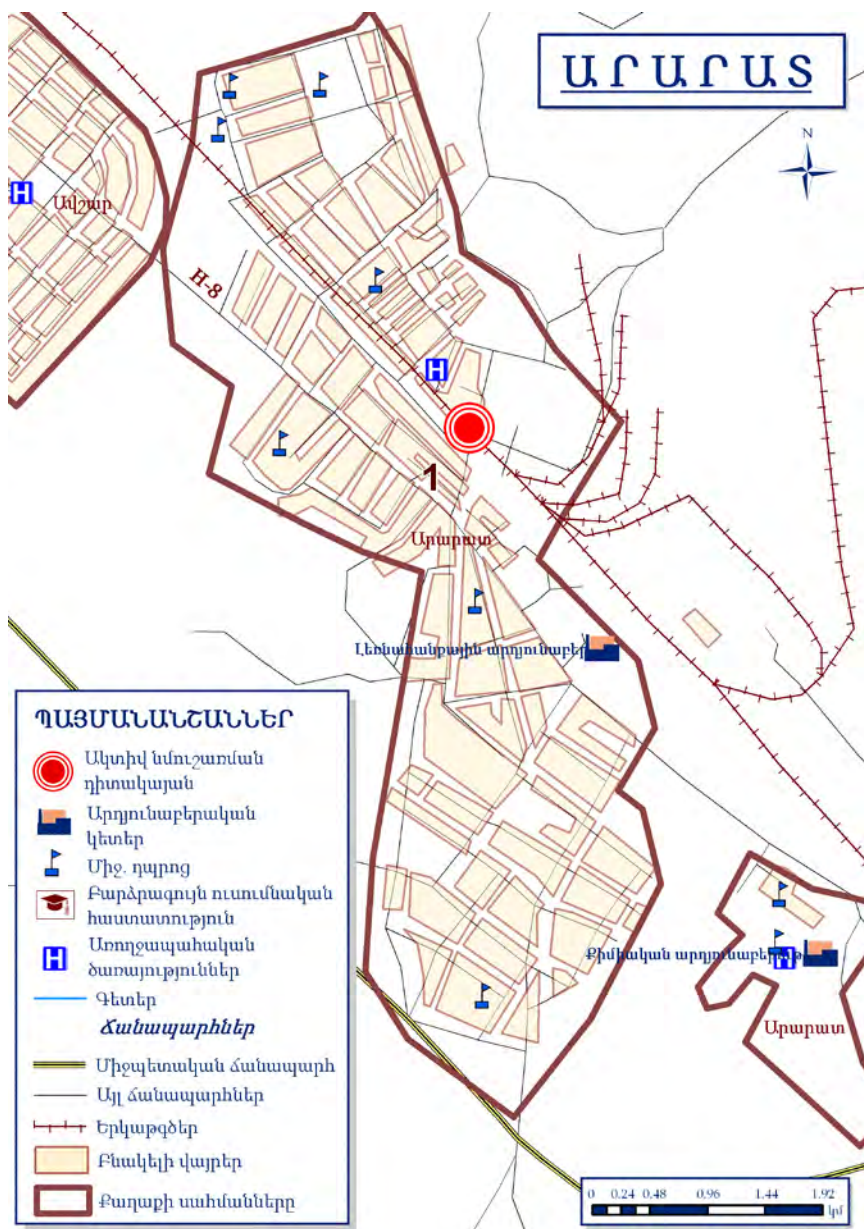 ԱՐԱՐԱՏ
N
Ավշար
H-8
1
Արարատ
Լեռնահանքային արդյունաբեր
Քիմիական արդյունաբերութ
Արարատ
ՊԱՅՄԱՆԱՆՇԱՆՆԵՐ
Ակտիվ նմուշառման
դիտակայան
Արդյունաբերական
կետեր
Միջ. դպրոց
Բարձրագույն ուսումնական
հաստատություն
Առողջապահական
ծառայություններ
Գետեր
Ճանապարհներ
Միջպետական ճանապարհ
Այլ ճանապարհներ
Երկաթգծեր
Բնակելի վայրեր
Քաղաքի սահմանները
0 0.24 0.48 0.96 1.44 1.92
կմ